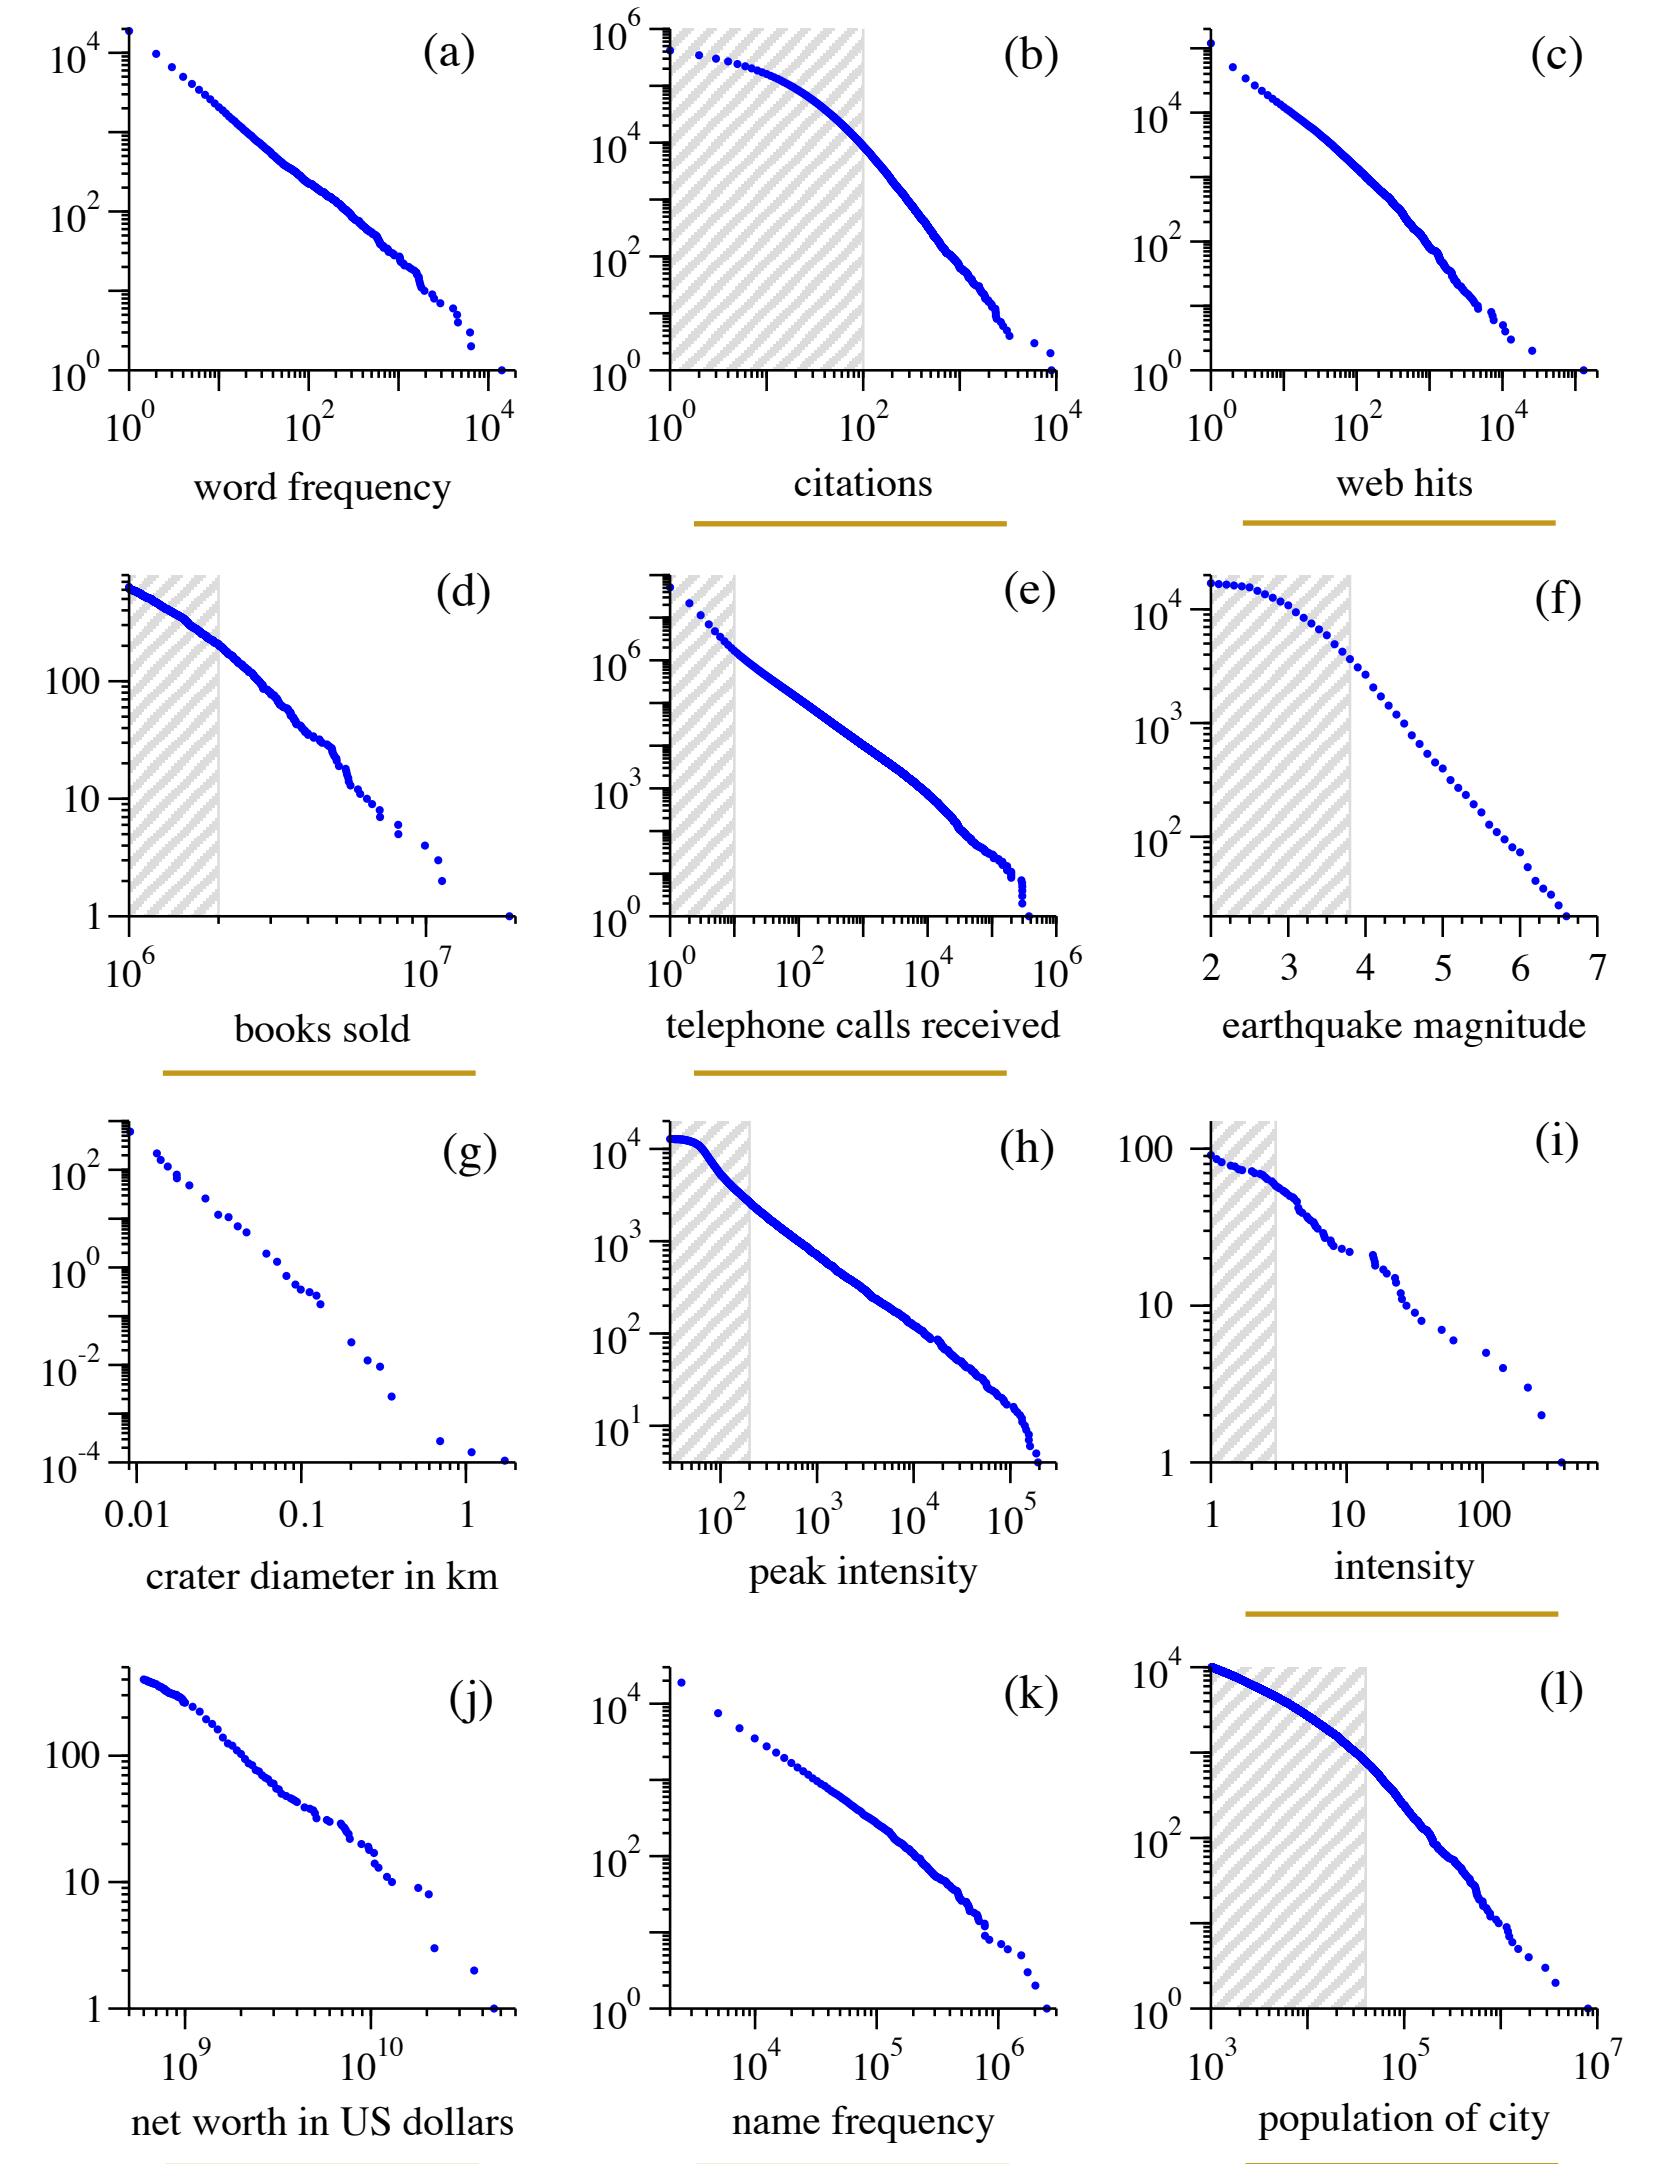 (a)
10^4
10^2
10^0
10^0 10^2 10^4
word frequency
(b)
10^6
10^4
10^2
10^0
10^0 10^2 10^4
citations
(c)
10^4
10^2
10^0
10^0 10^2 10^4
web hits
(d)
100
10
1
10^6 10^7
books sold
(e)
10^6
10^3
10^0
10^0 10^2 10^4 10^6
telephone calls received
(f)
10^4
10^3
10^2
2 3 4 5 6 7
earthquake magnitude
(g)
10^2
10^0
10^-2
10^-4
0.01 0.1 1
crater diameter in km
(h)
10^4
10^3
10^2
10^1
10^2 10^3 10^4 10^5
peak intensity
(i)
100
10
1
1 10 100
intensity
(j)
100
10
1
10^9 10^10
net worth in US dollars
(k)
10^4
10^2
10^0
10^4 10^5 10^6
name frequency
(l)
10^4
10^2
10^0
10^3 10^5 10^7
population of city